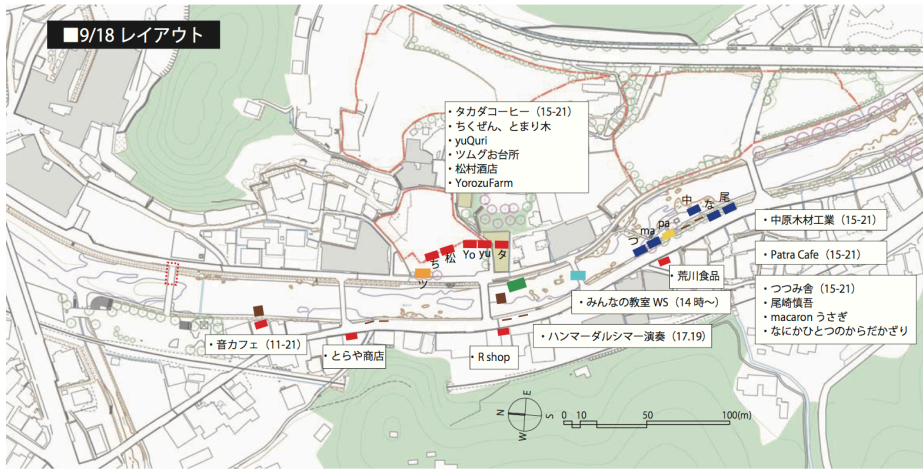 ■9/18 レイアウト
・タカダコーヒー（15-21）
・ちくぜん、とまり木
・yuQuri
・ツムグお台所
・松村酒店
・YorozuFarm
中
な
尾
pa
ma
つ
・中原木材工業（15-21）
ち
松
Yo
yu
タ
ツ
・Patra Cafe（15-21）
・荒川食品
・つつみ舎（15-21）
・尾崎慎吾
・macaron うさぎ
・なにかひとつのからだかざり
・みんなの教室 WS（14 時～）
・ハンマーダルシマー演奏（17.19）
・音カフェ（11-21）
・とらや商店
・R shop
N
E
S
W
0 10 50 100(m)